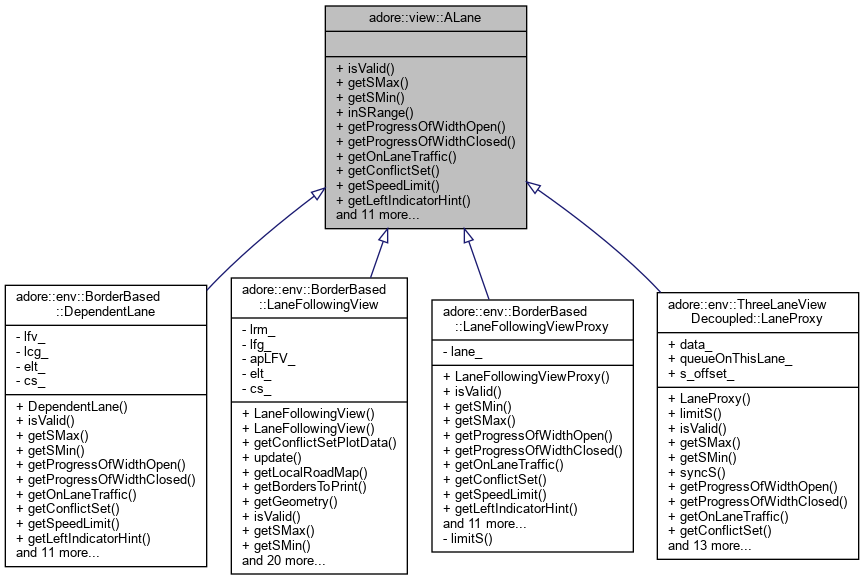 adore::view::ALane
+ isValid()
+ getSMax()
+ getSMin()
+ inSRange()
+ getProgressOfWidthOpen()
+ getProgressOfWidthClosed()
+ getOnLaneTraffic()
+ getConflictSet()
+ getSpeedLimit()
+ getLeftIndicatorHint()
and 11 more...
adore::env::BorderBased
::DependentLane
- lfv_
- lcg_
- elt_
- cs_
+ DependentLane()
+ isValid()
+ getSMax()
+ getSMin()
+ getProgressOfWidthOpen()
+ getProgressOfWidthClosed()
+ getOnLaneTraffic()
+ getConflictSet()
+ getSpeedLimit()
+ getLeftIndicatorHint()
and 11 more...
adore::env::BorderBased
::LaneFollowingView
- lrm_
- lfg_
- apLFV_
- elt_
- cs_
+ LaneFollowingView()
+ LaneFollowingView()
+ getConflictSetPlotData()
+ update()
+ getLocalRoadMap()
+ getBordersToPrint()
+ getGeometry()
+ isValid()
+ getSMax()
+ getSMin()
and 20 more...
adore::env::BorderBased
::LaneFollowingViewProxy
- lane_
+ LaneFollowingViewProxy()
+ isValid()
+ getSMin()
+ getSMax()
+ getProgressOfWidthOpen()
+ getProgressOfWidthClosed()
+ getOnLaneTraffic()
+ getConflictSet()
+ getSpeedLimit()
+ getLeftIndicatorHint()
and 11 more...
- limitS()
adore::env::ThreeLaneView
Decoupled::LaneProxy
+ data_
+ queueOnThisLane_
+ s_offset_
+ LaneProxy()
+ limitS()
+ isValid()
+ getSMax()
+ getSMin()
+ syncS()
+ getProgressOfWidthOpen()
+ getProgressOfWidthClosed()
+ getOnLaneTraffic()
+ getConflictSet()
and 13 more...